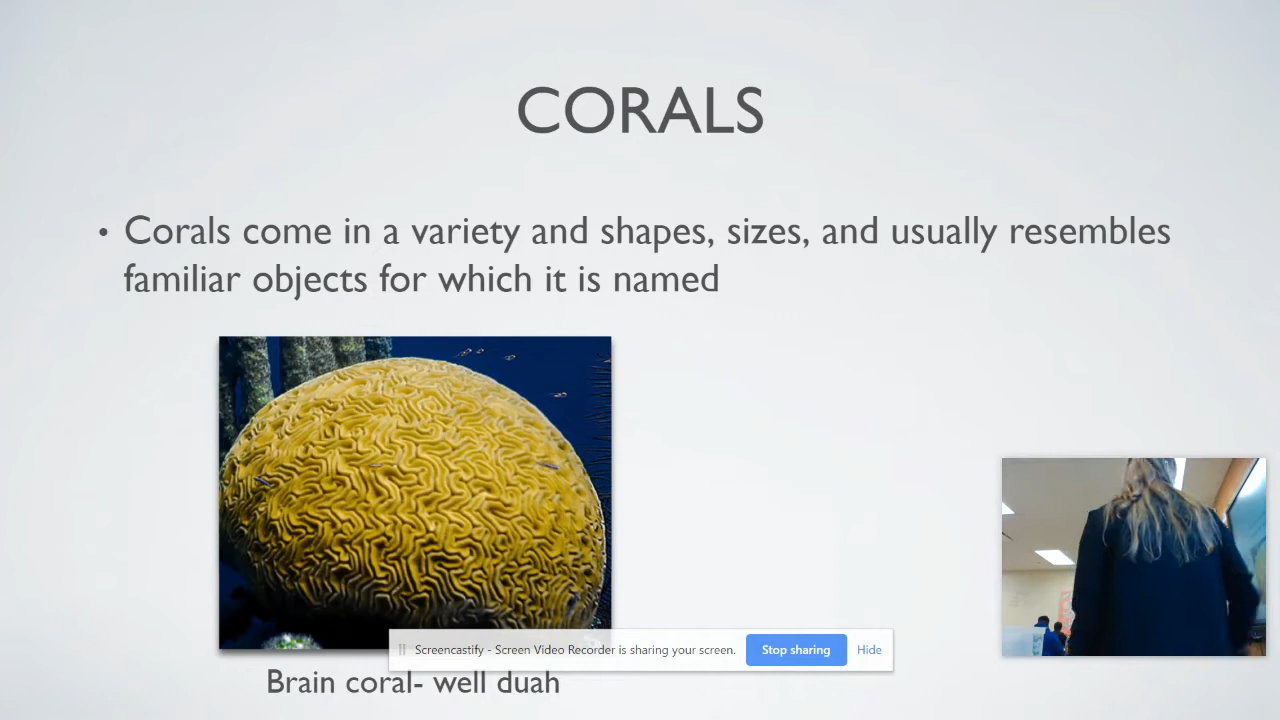 CORALS
• Corals come in a variety and shapes, sizes, and usually resembles
familiar objects for which it is named
Screencastify - Screen Video Recorder is sharing your screen. Stop sharing Hide
Brain coral- well duah